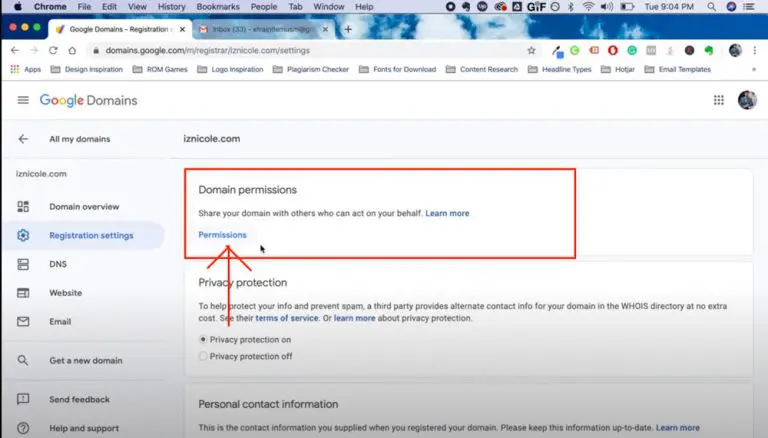 Chrome File Edit View History Bookmarks People Tab Window Help GIF Tue 9:04 PM
Google Domains – Registration
Inbox (33) –
domains.google.com/m/registrar/iznicole.com/settings
Apps Design Inspiration ROM Games Logo Inspiration Plagiarism Checker Fonts for Download Content Research Headline Types Hotjar Email Templates
Google Domains
All my domains
iznicole.com
iznicole.com
Domain overview
Registration settings
DNS
Website
Email
Get a new domain
Send feedback
Help and support
Domain permissions
Share your domain with others who can act on your behalf. Learn more
Permissions
Privacy protection
To help protect your info and prevent spam, a third party provides alternate contact info for your domain in the WHOIS directory at no extra
cost. See their terms of service. Or learn more about privacy protection.
Privacy protection on
Privacy protection off
Personal contact information
This is the contact information you supplied when you registered your domain. Please keep this information up-to-date. Learn more